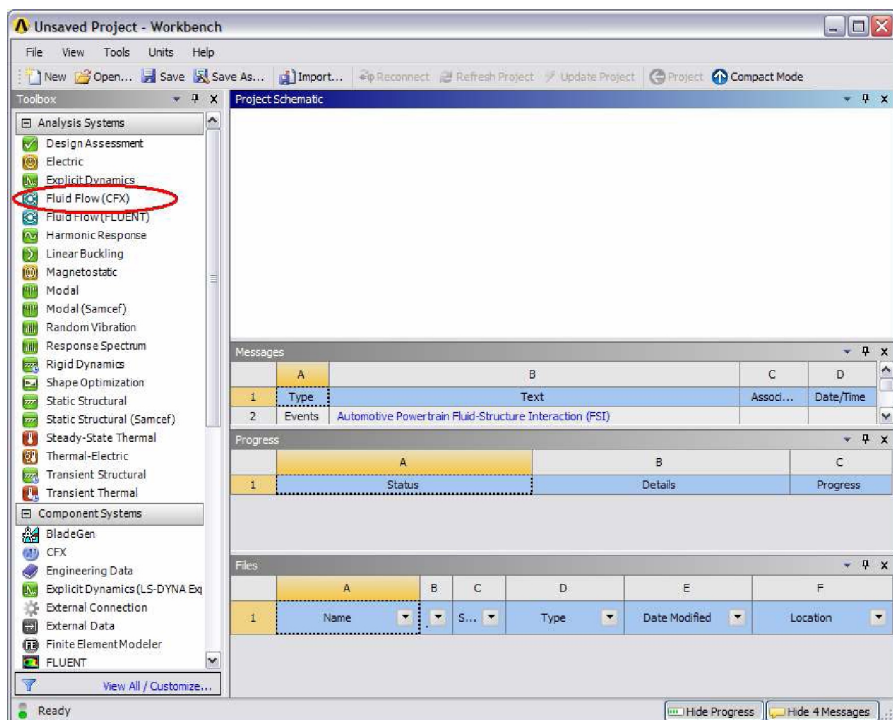 Unsaved Project - Workbench
File View Tools Units Help
New Open... Save Save As... Import... Reconnect Refresh Project Update Project Project Compact Mode
Toolbox
Analysis Systems
Design Assessment
Electric
Explicit Dynamics
Fluid Flow (CFX)
Fluid Flow (FLUENT)
Harmonic Response
Linear Buckling
Magnetostatic
Modal
Modal (Samcef)
Random Vibration
Response Spectrum
Rigid Dynamics
Shape Optimization
Static Structural
Static Structural (Samcef)
Steady-State Thermal
Thermal-Electric
Transient Structural
Transient Thermal
Component Systems
BladeGen
CFX
Engineering Data
Explicit Dynamics (LS-DYNA Exp
External Connection
External Data
Finite Element Modeler
FLUENT
View All / Customize...
Project Schematic
Messages
A B C D
1 Type Text Associ... Date/Time
2 Events Automotive Powertrain Fluid-Structure Interaction (FSI)
Progress
A B C
1 Status Details Progress
Files
A B C D E F
1 Name . S... Type Date Modified Location
Ready
Hide Progress Hide 4 Messages